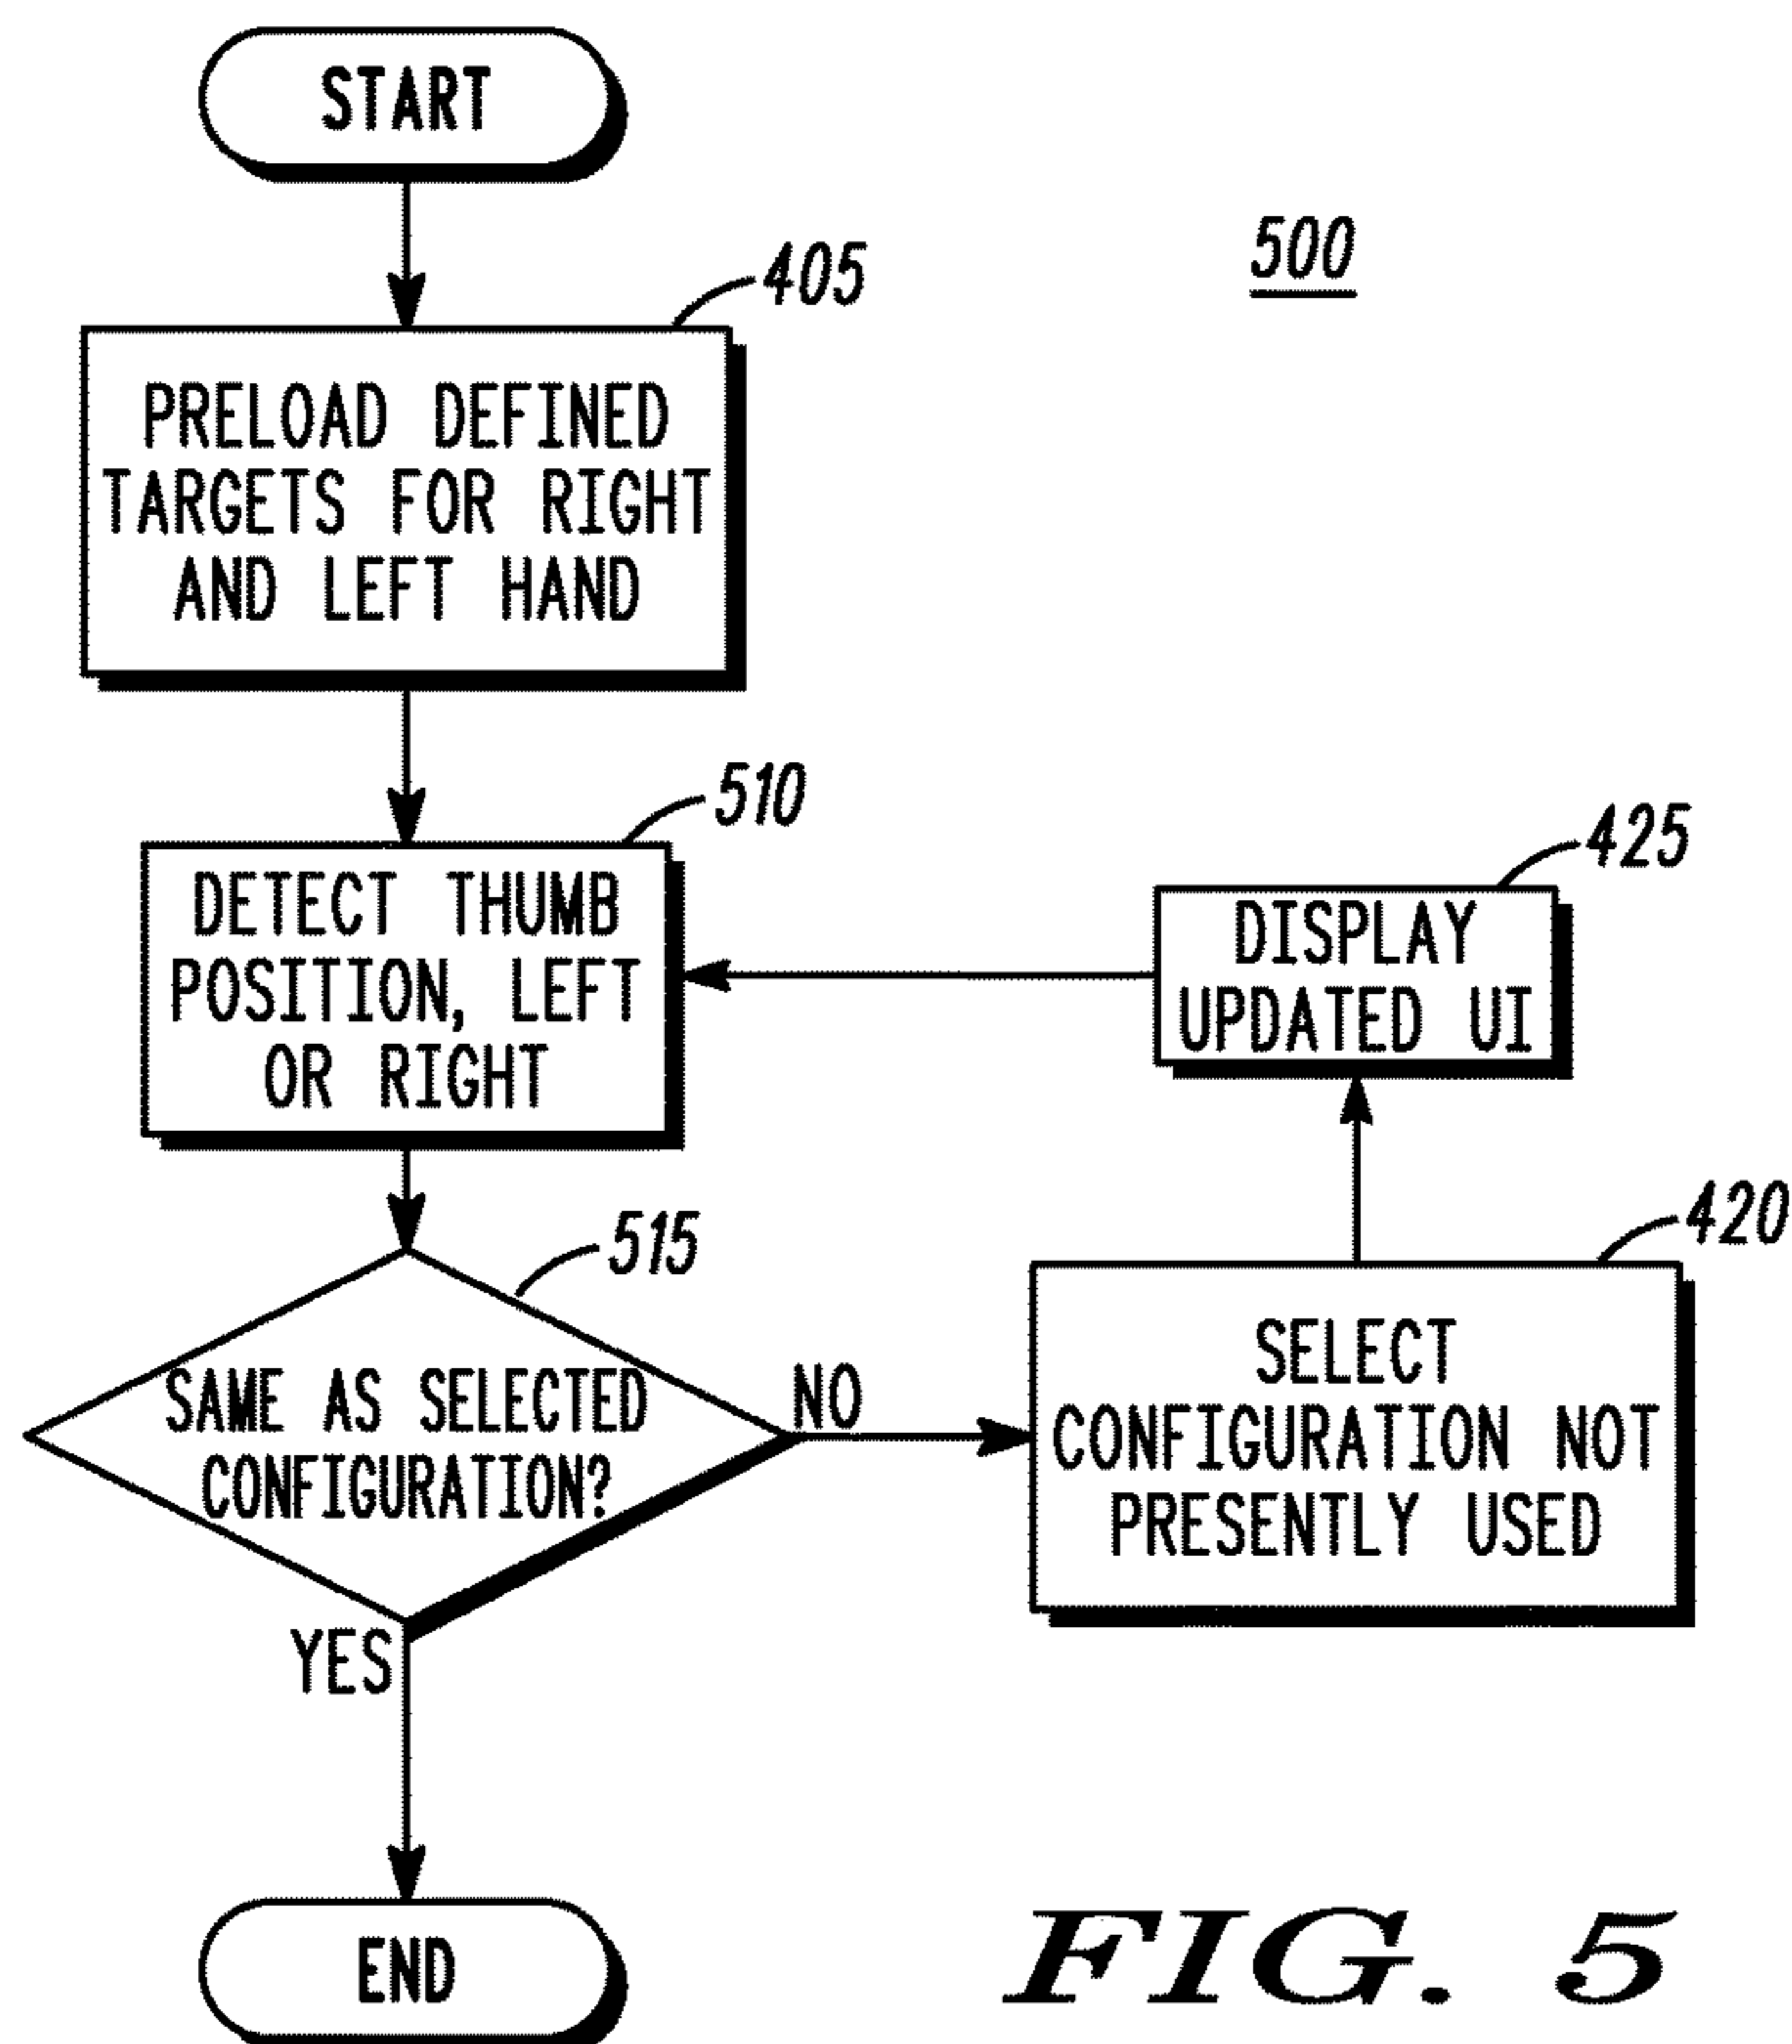 START
500
405
PRELOAD DEFINED
TARGETS FOR RIGHT
AND LEFT HAND
510
DETECT THUMB
POSITION, LEFT
OR RIGHT
425
DISPLAY
UPDATED UI
515
SAME AS SELECTED
CONFIGURATION?
NO
YES
420
SELECT
CONFIGURATION NOT
PRESENTLY USED
END
FIG. 5